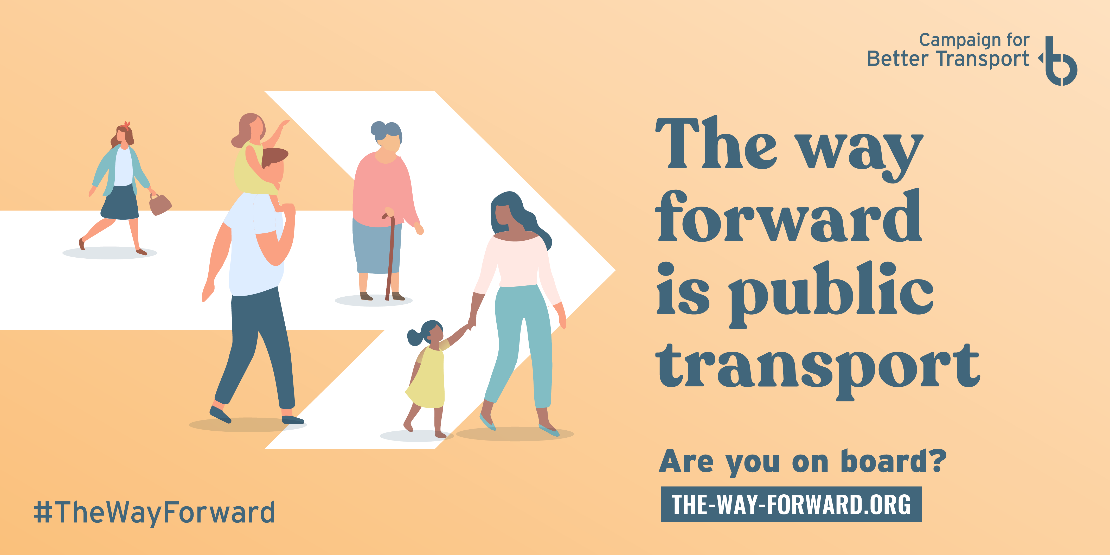 Campaign for
Better Transport
The way
forward
is public
transport
Are you on board?
THE-WAY-FORWARD.ORG
#TheWayForward